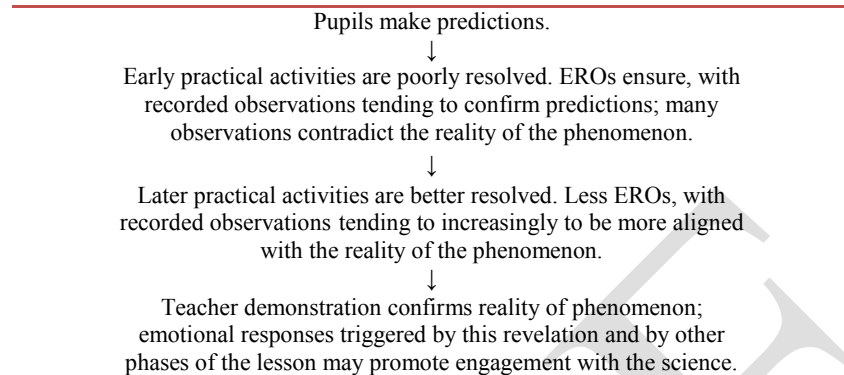 Pupils make predictions.
↓
Early practical activities are poorly resolved. EROs ensure, with
recorded observations tending to confirm predictions; many
observations contradict the reality of the phenomenon.
↓
Later practical activities are better resolved. Less EROs, with
recorded observations tending to increasingly to be more aligned
with the reality of the phenomenon.
↓
Teacher demonstration confirms reality of phenomenon;
emotional responses triggered by this revelation and by other
phases of the lesson may promote engagement with the science.